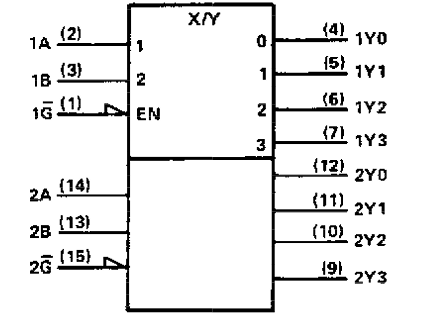 X/Y
1A (2) 1 0 (4) 1Y0
1B (3) 2 1 (5) 1Y1
1G̅ (1) EN 2 (6) 1Y2
3 (7) 1Y3
(12) 2Y0
2A (14) (11) 2Y1
2B (13) (10) 2Y2
2G̅ (15) (9) 2Y3